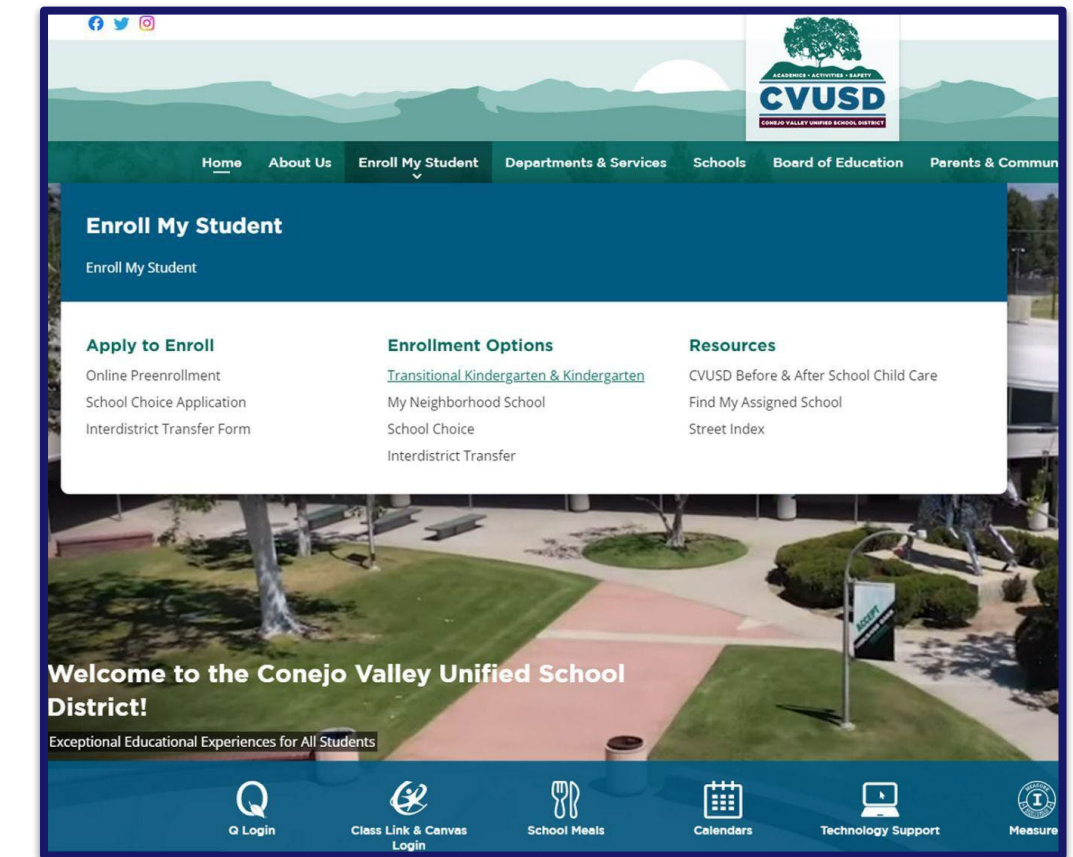 ACADEMICS • ACTIVITIES • SAFETY
CVUSD
CONEJO VALLEY UNIFIED SCHOOL DISTRICT
Home About Us Enroll My Student Departments & Services Schools Board of Education Parents & Commun
Enroll My Student
Enroll My Student
Apply to Enroll
Online Preenrollment
School Choice Application
Interdistrict Transfer Form
Enrollment Options
Transitional Kindergarten & Kindergarten
My Neighborhood School
School Choice
Interdistrict Transfer
Resources
CVUSD Before & After School Child Care
Find My Assigned School
Street Index
ACCEPT
Welcome to the Conejo Valley Unified School
District!
Exceptional Educational Experiences for All Students
Q Login
Class Link & Canvas
Login
School Meals
Calendars
Technology Support
MEASURE
I
Measure